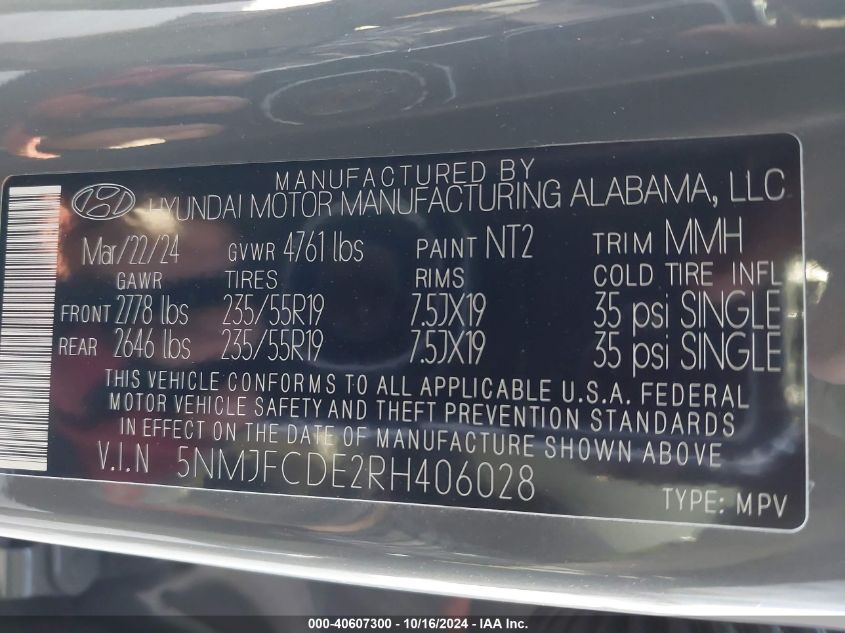 MANUFACTURED BY
HYUNDAI MOTOR MANUFACTURING ALABAMA, LLC
Mar/22/24 GVWR 4761 lbs PAINT NT2 TRIM MMH
GAWR TIRES RIMS COLD TIRE INFL
FRONT 2778 lbs 235/55R19 7.5JX19 35 psi SINGLE
REAR 2646 lbs 235/55R19 7.5JX19 35 psi SINGLE
THIS VEHICLE CONFORMS TO ALL APPLICABLE U.S.A. FEDERAL
MOTOR VEHICLE SAFETY AND THEFT PREVENTION STANDARDS
IN EFFECT ON THE DATE OF MANUFACTURE SHOWN ABOVE
V.I.N 5NMJFCDE2RH406028
TYPE: MPV
000-40607300 - 10/16/2024 - IAA Inc.